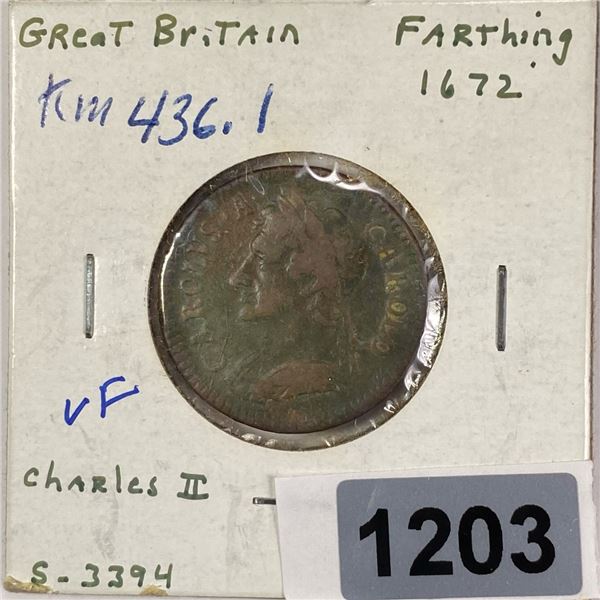 Great Britain Farthing
1672
Km 436.1
CAROLVS A CAROLO
VF
Charles II
1203
S-3394